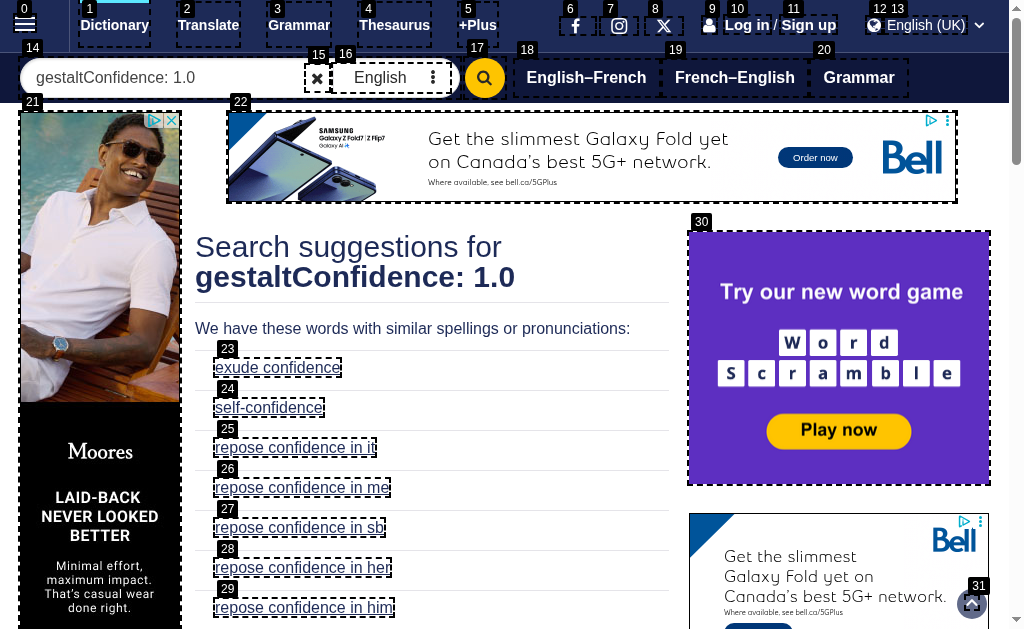 0 1 2 3 4 5 6 7 8 9 10 11 12 13
Dictionary Translate Grammar Thesaurus +Plus Log in / Sign up English (UK)
14 15 16 17 18 19 20
gestaltConfidence: 1.0 English English–French French–English Grammar
21 22
SAMSUNG
Galaxy Z Fold7 | Z Flip7
Galaxy AI
Get the slimmest Galaxy Fold yet
on Canada's best 5G+ network.
Where available. see bell.ca/5GPlus
Order now
Bell
30
Search suggestions for
gestaltConfidence: 1.0
We have these words with similar spellings or pronunciations:
23
exude confidence
24
self-confidence
25
repose confidence in it
26
repose confidence in me
27
repose confidence in sb
28
repose confidence in her
29
repose confidence in him
Try our new word game
Word
Scramble
Play now
Moores
LAID-BACK
NEVER LOOKED
BETTER
Minimal effort,
maximum impact.
That's casual wear
done right.
Bell
Get the slimmest
Galaxy Fold yet on
Canada's best 5G+ network.
Where available. see bell.ca/5GPlus
31